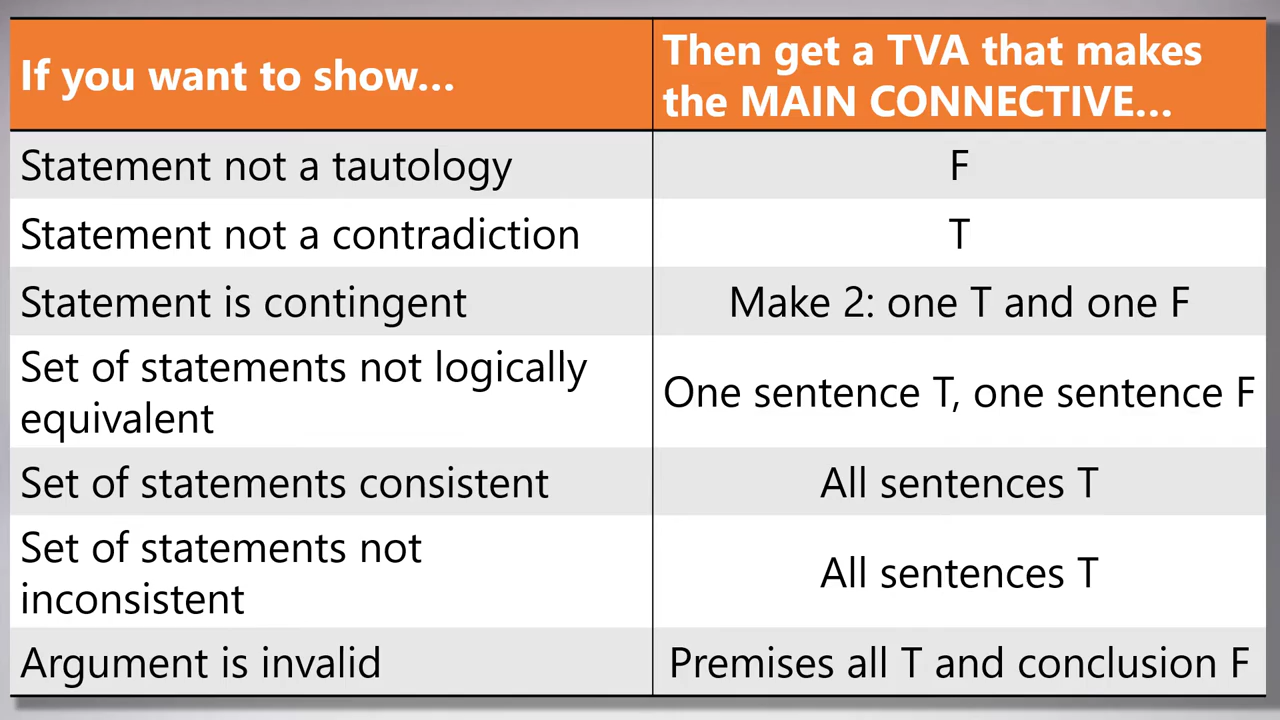 If you want to show...
Then get a TVA that makes
the MAIN CONNECTIVE...
Statement not a tautology
F
Statement not a contradiction
T
Statement is contingent
Make 2: one T and one F
Set of statements not logically
equivalent
One sentence T, one sentence F
Set of statements consistent
All sentences T
Set of statements not
inconsistent
All sentences T
Argument is invalid
Premises all T and conclusion F